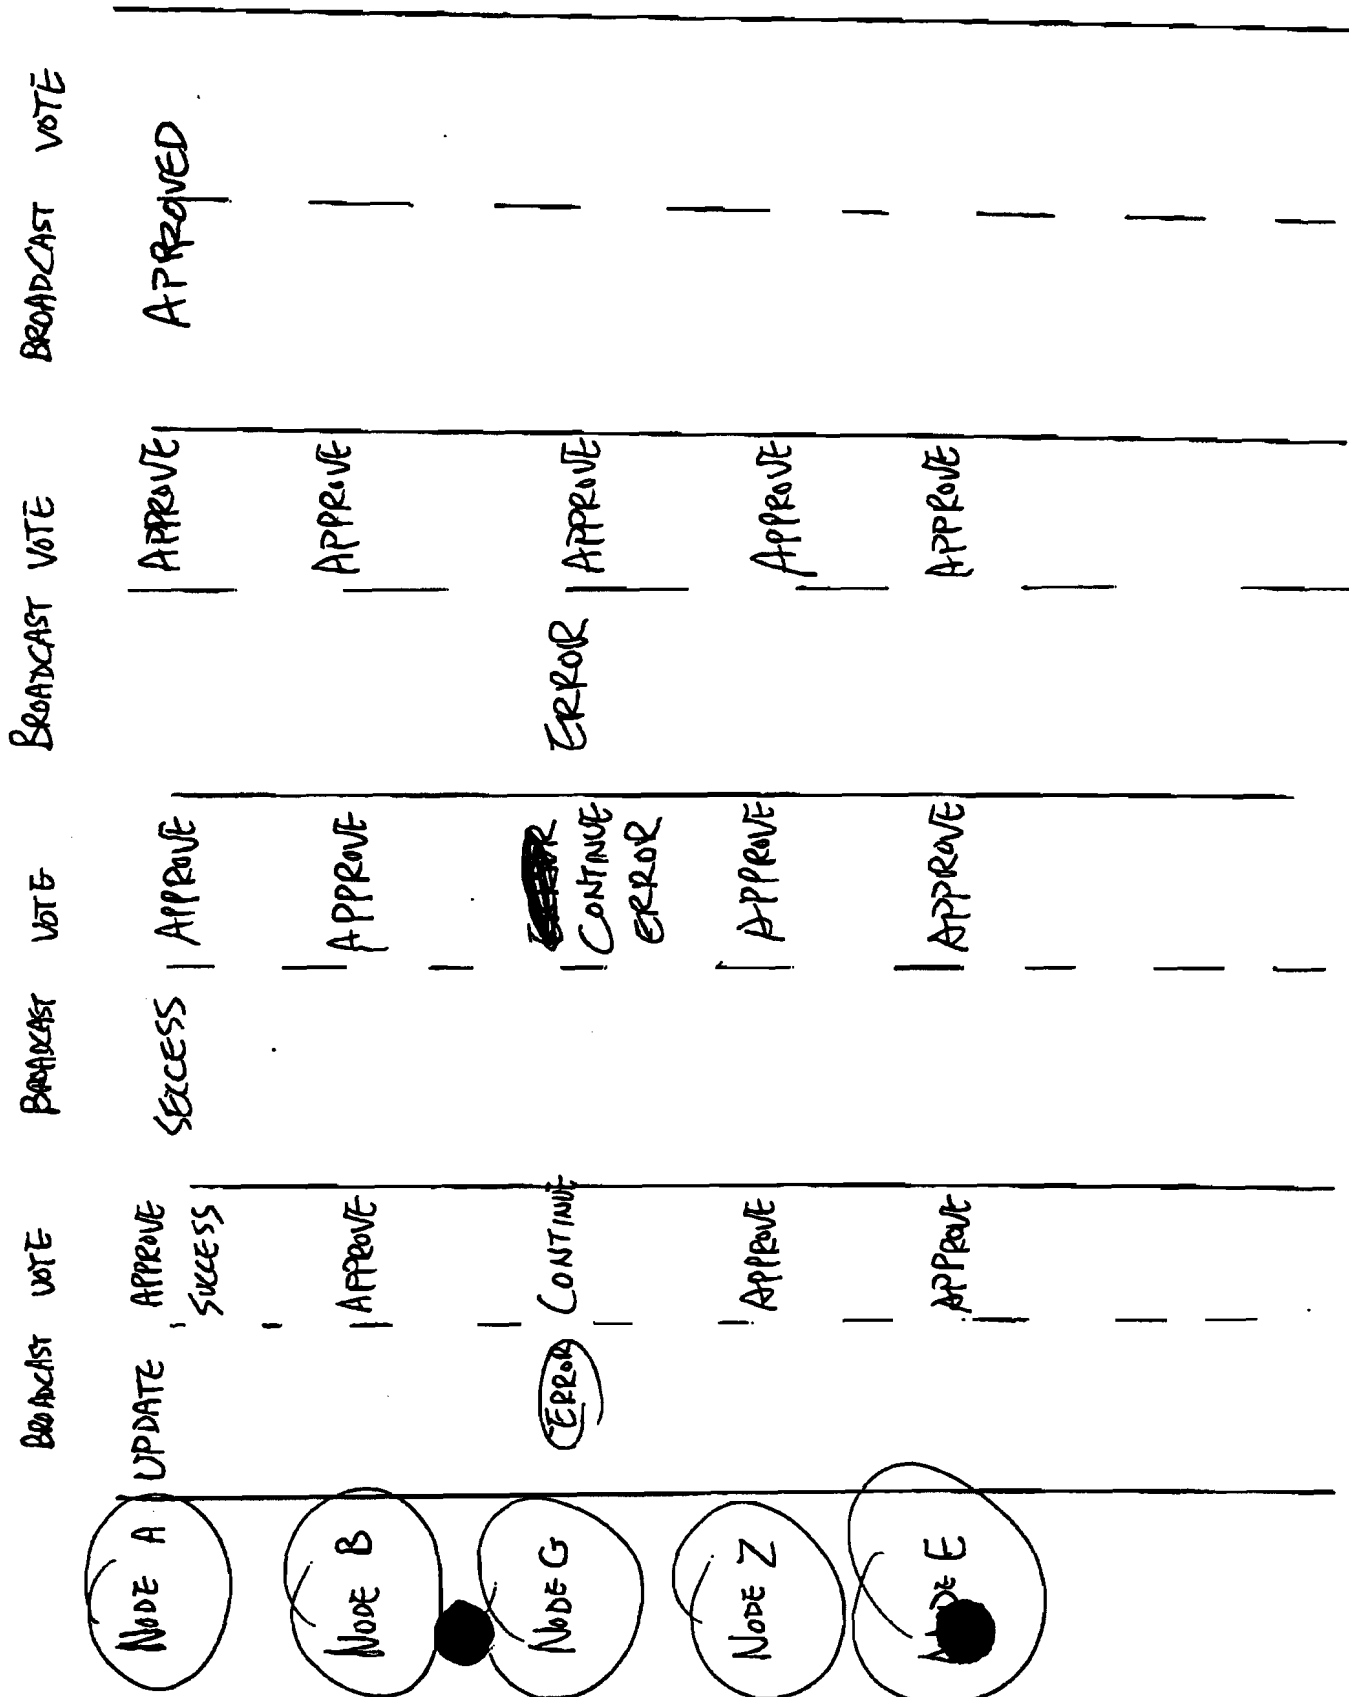 BROADCAST VOTE BROADCAST VOTE BROADCAST VOTE BROADCAST VOTE
NODE A UPDATE APPROVE SUCCESS APPROVE APPROVE APPROVED
SUCCESS
NODE B APPROVE APPROVE APPROVE
NODE G ERROR CONTINUE CONTINUE ERROR APPROVE
ERROR
NODE Z APPROVE APPROVE APPROVE
E APPROVE APPROVE APPROVE